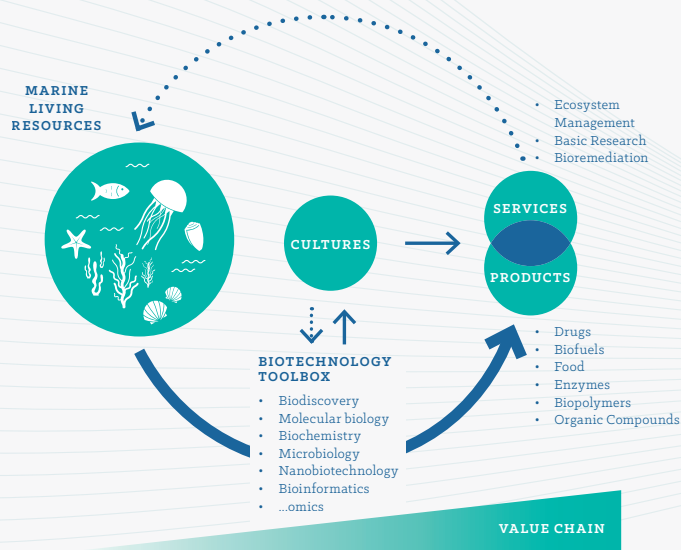 MARINE
LIVING
RESOURCES
• Ecosystem
Management
• Basic Research
• Bioremediation
SERVICES
CULTURES
PRODUCTS
• Drugs
• Biofuels
• Food
• Enzymes
• Biopolymers
• Organic Compounds
BIOTECHNOLOGY
TOOLBOX
• Biodiscovery
• Molecular biology
• Biochemistry
• Microbiology
• Nanobiotechnology
• Bioinformatics
• ...omics
VALUE CHAIN